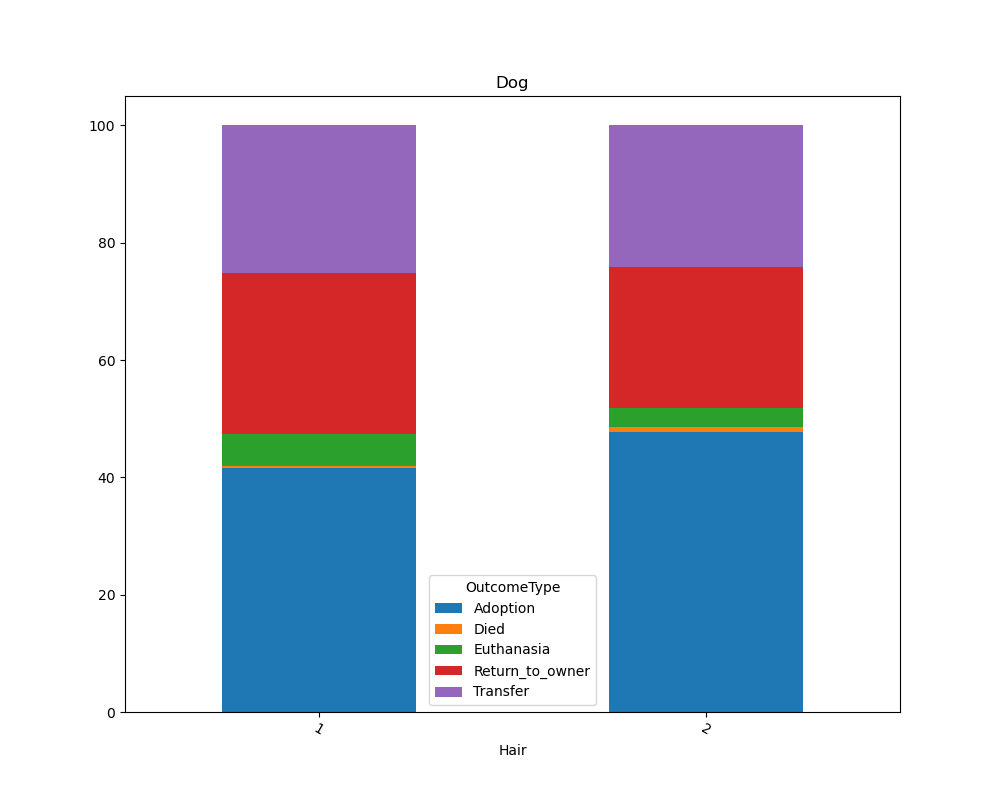 Dog
100
80
60
40
20
0
OutcomeType
Adoption
Died
Euthanasia
Return_to_owner
Transfer
1
2
Hair